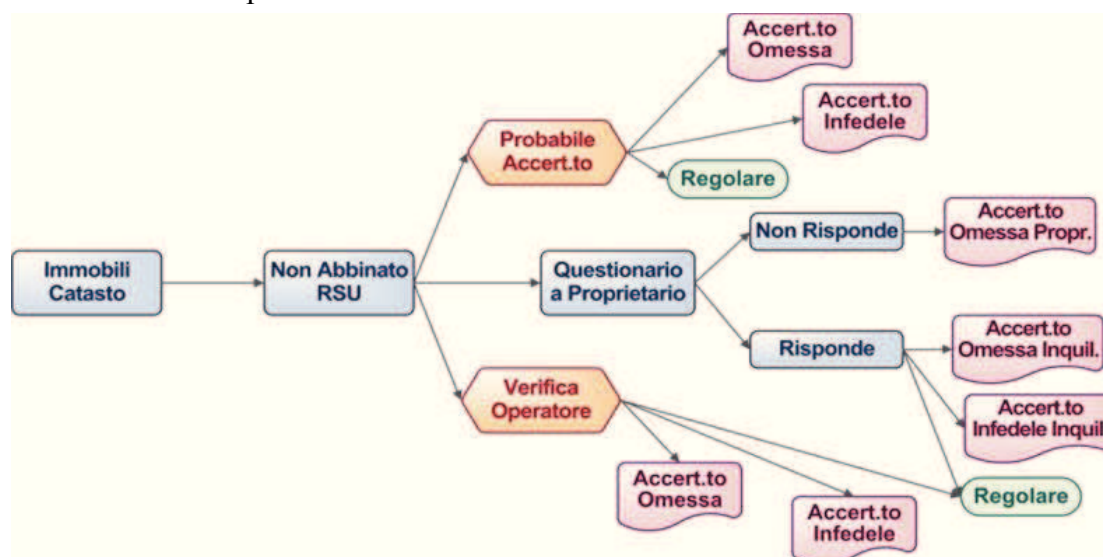 Accert.to
Omessa
Accert.to
Infedele
Probabile
Accert.to
Regolare
Accert.to
Omessa Propr.
Non Risponde
Immobili
Catasto
Non Abbinato
RSU
Questionario
a Proprietario
Risponde
Accert.to
Omessa Inquil.
Verifica
Operatore
Accert.to
Infedele Inquil
Accert.to
Omessa
Regolare
Accert.to
Infedele